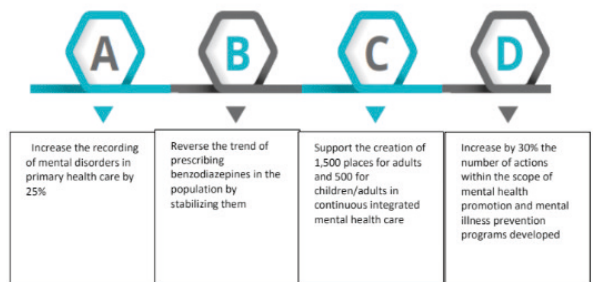 A
B
C
D
Increase the recording
of mental disorders in
primary health care by
25%
Reverse the trend of
prescribing
benzodiazepines in the
population by
stabilizing them
Support the creation of
1,500 places for adults
and 500 for
children/adults in
continuous integrated
mental health care
Increase by 30% the
number of actions
within the scope of
mental health
promotion and mental
illness prevention
programs developed